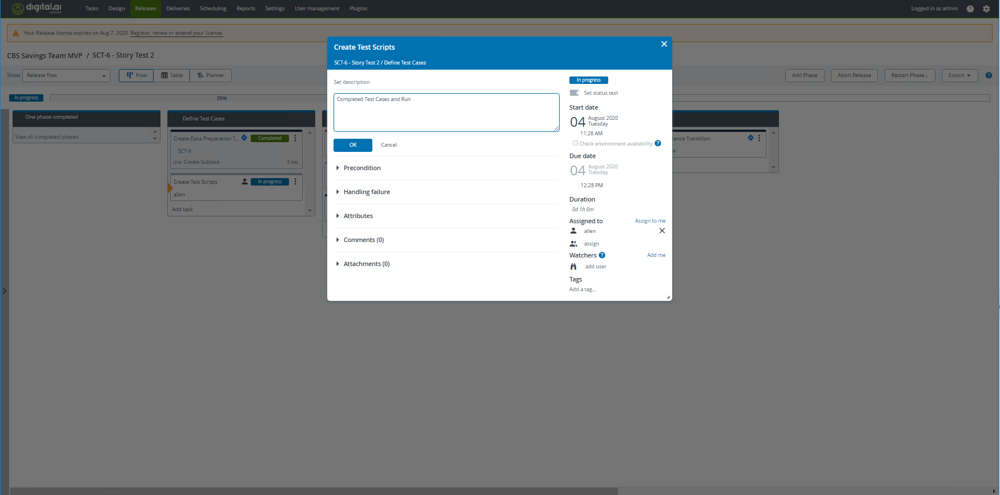 digital.ai
release
Tasks Design Releases Deliveries Scheduling Reports Settings User management Plugins Logged in as admin
Your Release license expires on Aug 7, 2020. Register, renew or extend your license.
CBS Savings Team MVP / SCT-6 - Story Test 2
Show Release flow Flow Table Planner Add Phase Abort Release Restart Phase... Export
In progress 35%
One phase completed
View all completed phases
Define Test Cases
Create Data Preparation T... Completed
SCT-9
Jira: Create Subtask 3 sec
Create Test Scripts In progress
allen
Add task
Create Test Scripts
SCT-6 - Story Test 2 / Define Test Cases
Set description
Completed Test Cases and Run
OK Cancel
Precondition
Handling failure
Attributes
Comments (0)
Attachments (0)
In progress
Set status text
Start date
04 August 2020
Tuesday
11:28 AM
Check environment availability
Due date
04 August 2020
Tuesday
12:28 PM
Duration
0d 1h 0m
Assigned to Assign to me
allen
assign
Watchers Add me
add user
Tags
Add a tag...
Transition